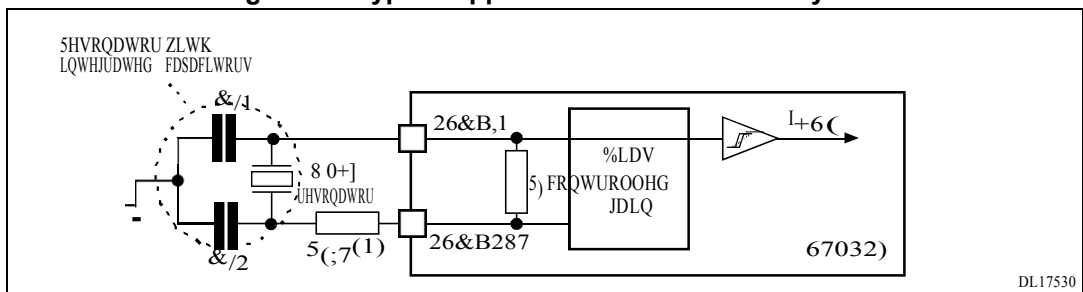 5HVRQDWRU ZLWK
LQWHJUDWHG FDSDFLWRUV
&/1
26&B,1
I+6(
8 0+]
UHVRQDWRU
5)
%LDV
FRQWUROOHG
JDLQ
&/2
5(;7(1)
26&B287
67032)
DL17530